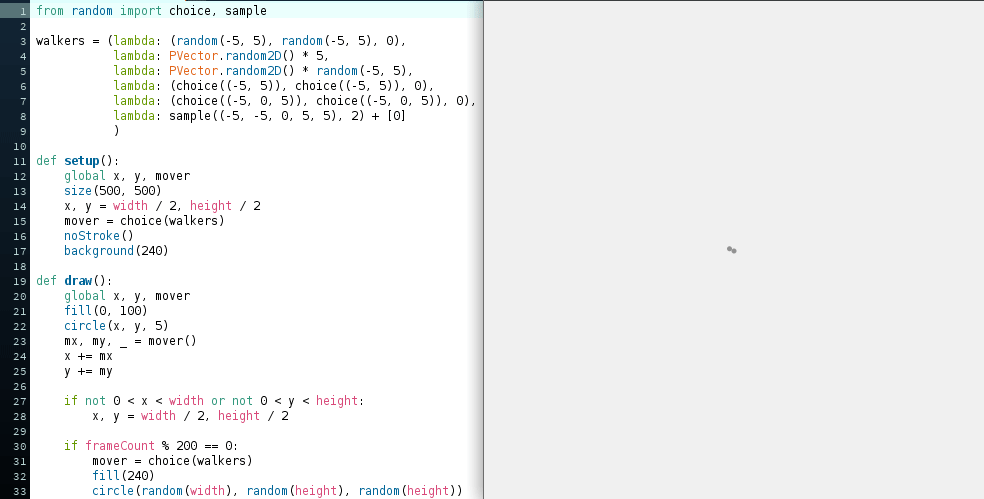 1 from random import choice, sample
2
3 walkers = (lambda: (random(-5, 5), random(-5, 5), 0),
4            lambda: PVector.random2D() * 5,
5            lambda: PVector.random2D() * random(-5, 5),
6            lambda: (choice((-5, 5)), choice((-5, 5)), 0),
7            lambda: (choice((-5, 0, 5)), choice((-5, 0, 5)), 0),
8            lambda: sample((-5, -5, 0, 5, 5), 2) + [0]
9            )
10
11 def setup():
12     global x, y, mover
13     size(500, 500)
14     x, y = width / 2, height / 2
15     mover = choice(walkers)
16     noStroke()
17     background(240)
18
19 def draw():
20     global x, y, mover
21     fill(0, 100)
22     circle(x, y, 5)
23     mx, my, _ = mover()
24     x += mx
25     y += my
26
27     if not 0 < x < width or not 0 < y < height:
28         x, y = width / 2, height / 2
29
30     if frameCount % 200 == 0:
31         mover = choice(walkers)
32         fill(240)
33         circle(random(width), random(height), random(height))